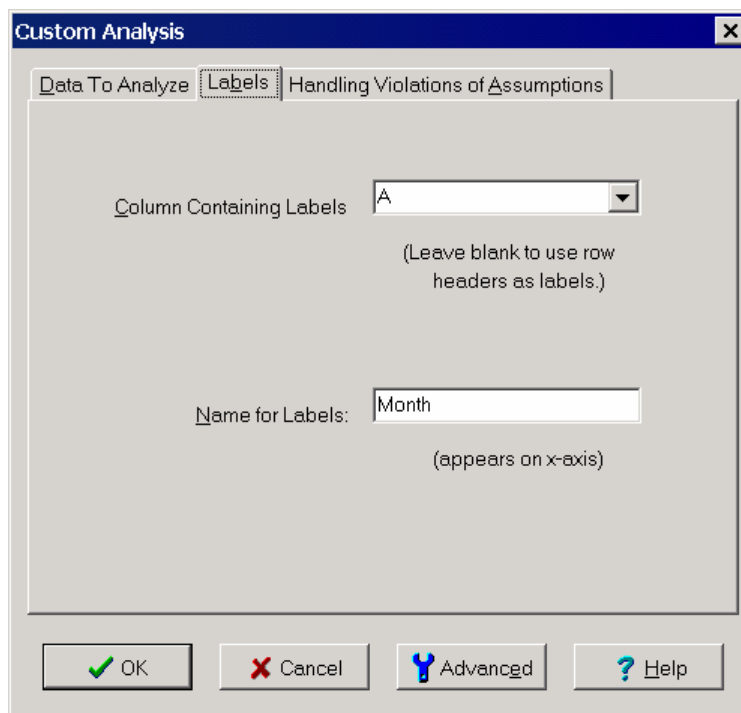 Custom Analysis
Data To Analyze Labels Handling Violations of Assumptions
Column Containing Labels A
(Leave blank to use row
headers as labels.)
Name for Labels: Month
(appears on x-axis)
OK Cancel Advanced Help